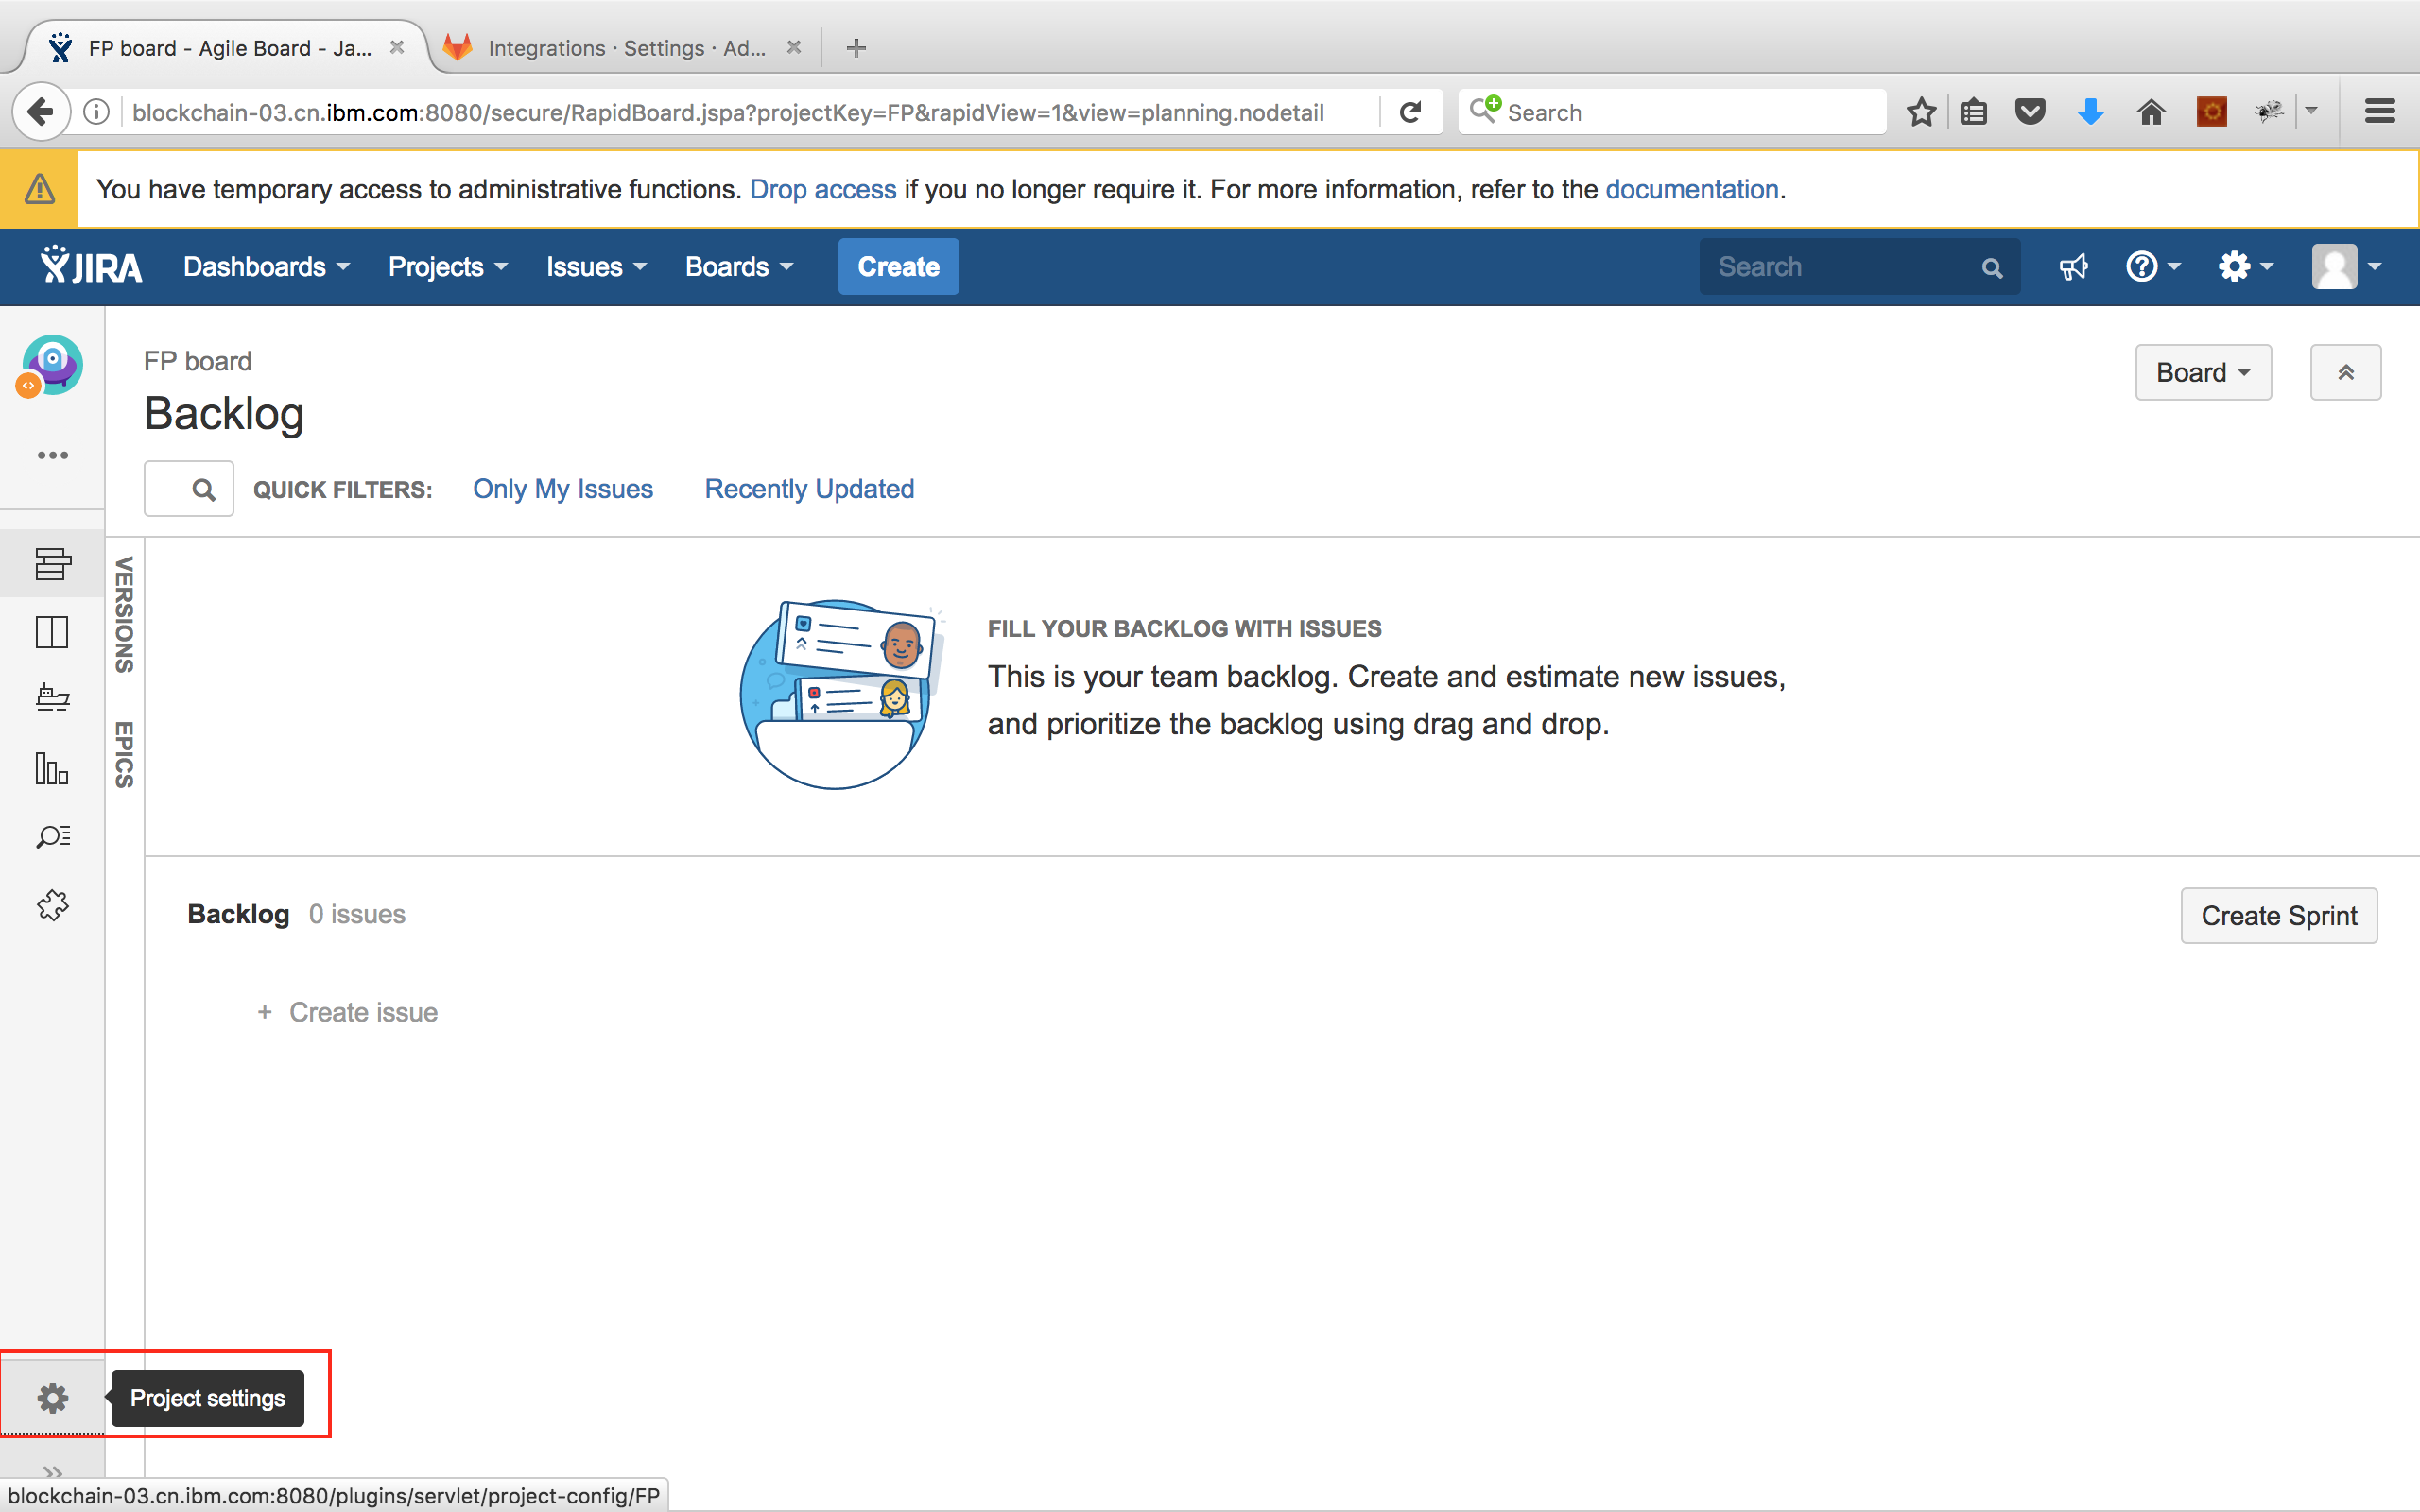 FP board - Agile Board - Ja...
Integrations · Settings · Ad...
blockchain-03.cn.ibm.com:8080/secure/RapidBoard.jspa?projectKey=FP&rapidView=1&view=planning.nodetail
Search
You have temporary access to administrative functions. Drop access if you no longer require it. For more information, refer to the documentation.
JIRA
Dashboards
Projects
Issues
Boards
Create
Search
FP board
Backlog
Board
QUICK FILTERS:
Only My Issues
Recently Updated
VERSIONS
EPICS
FILL YOUR BACKLOG WITH ISSUES
This is your team backlog. Create and estimate new issues,
and prioritize the backlog using drag and drop.
Backlog 0 issues
Create Sprint
+ Create issue
Project settings
blockchain-03.cn.ibm.com:8080/plugins/servlet/project-config/FP